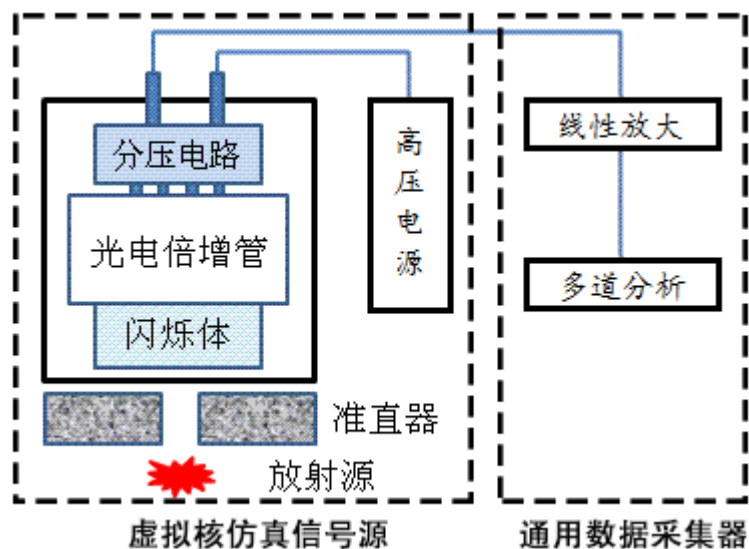 分压电路
光电倍增管
闪烁体
高压电源
线性放大
多道分析
准直器
放射源
虚拟核仿真信号源
通用数据采集器